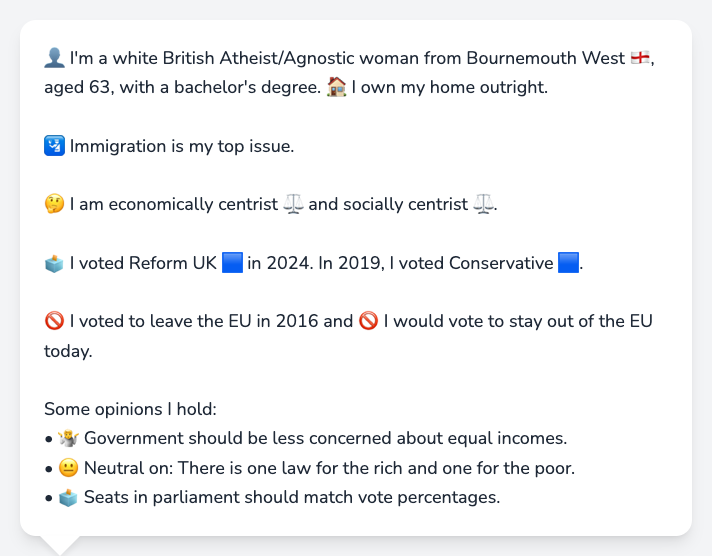 👤 I'm a white British Atheist/Agnostic woman from Bournemouth West 🏴󠁧󠁢󠁥󠁮󠁧󠁿,
aged 63, with a bachelor's degree. 🏠 I own my home outright.
🛂 Immigration is my top issue.
🤔 I am economically centrist ⚖️ and socially centrist ⚖️.
🗳️ I voted Reform UK 🟦 in 2024. In 2019, I voted Conservative 🟦.
🚫 I voted to leave the EU in 2016 and 🚫 I would vote to stay out of the EU
today.
Some opinions I hold:
• 🤷 Government should be less concerned about equal incomes.
• 😐 Neutral on: There is one law for the rich and one for the poor.
• 🗳️ Seats in parliament should match vote percentages.